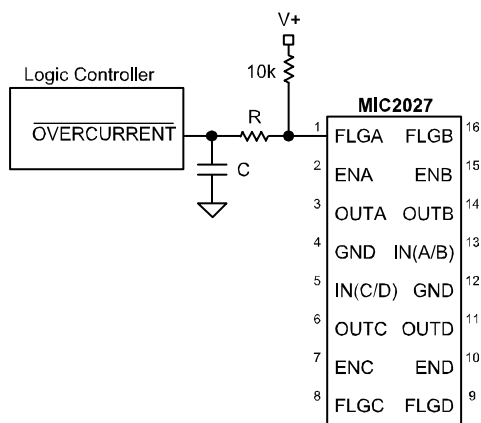 V+
Logic Controller
10k
R
OVERCURRENT
C
MIC2027
1 FLGA FLGB 16
2 ENA ENB 15
3 OUTA OUTB 14
4 GND IN(A/B) 13
5 IN(C/D) GND 12
6 OUTC OUTD 11
7 ENC END 10
8 FLGC FLGD 9